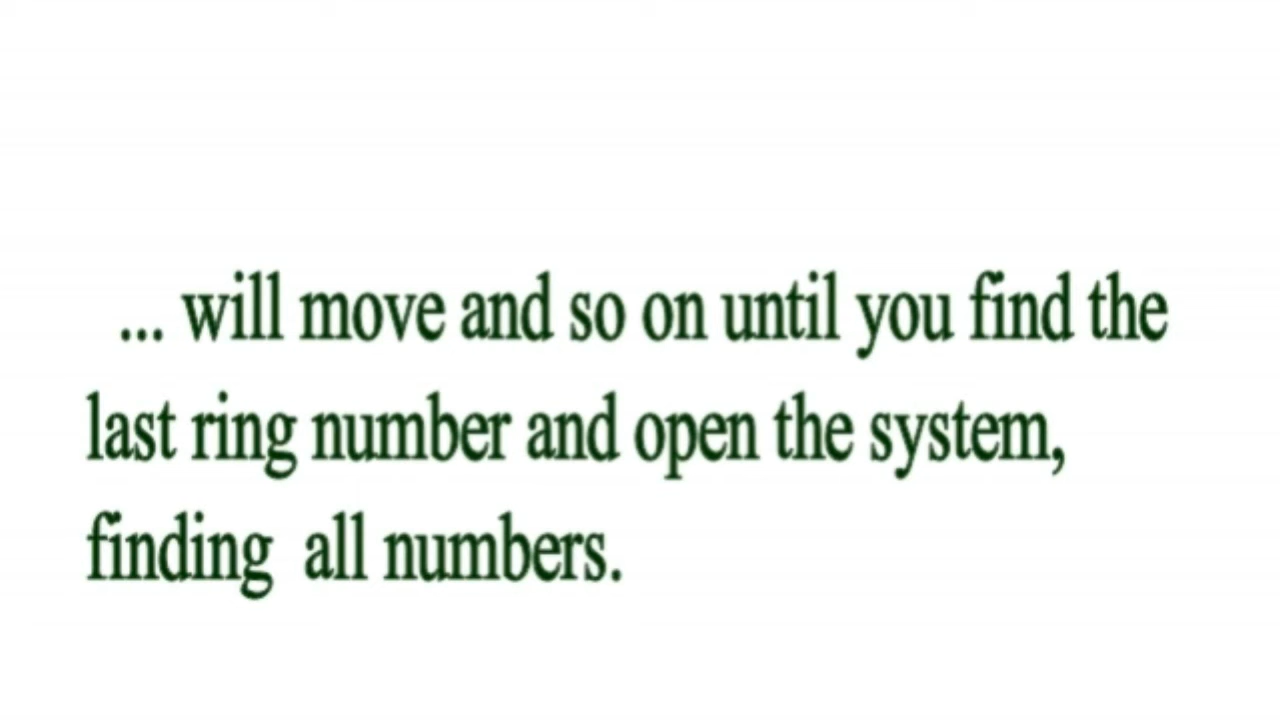 ... will move and so on until you find the
last ring number and open the system,
finding  all numbers.